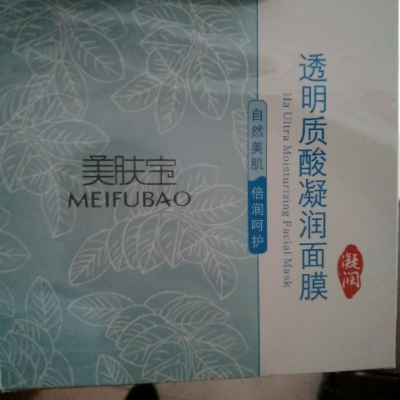 美肤宝
MEIFUBAO
自然美肌 倍润呵护
Ha Ultra Moisturizing Facial Mask
透明质酸凝润面膜
凝润